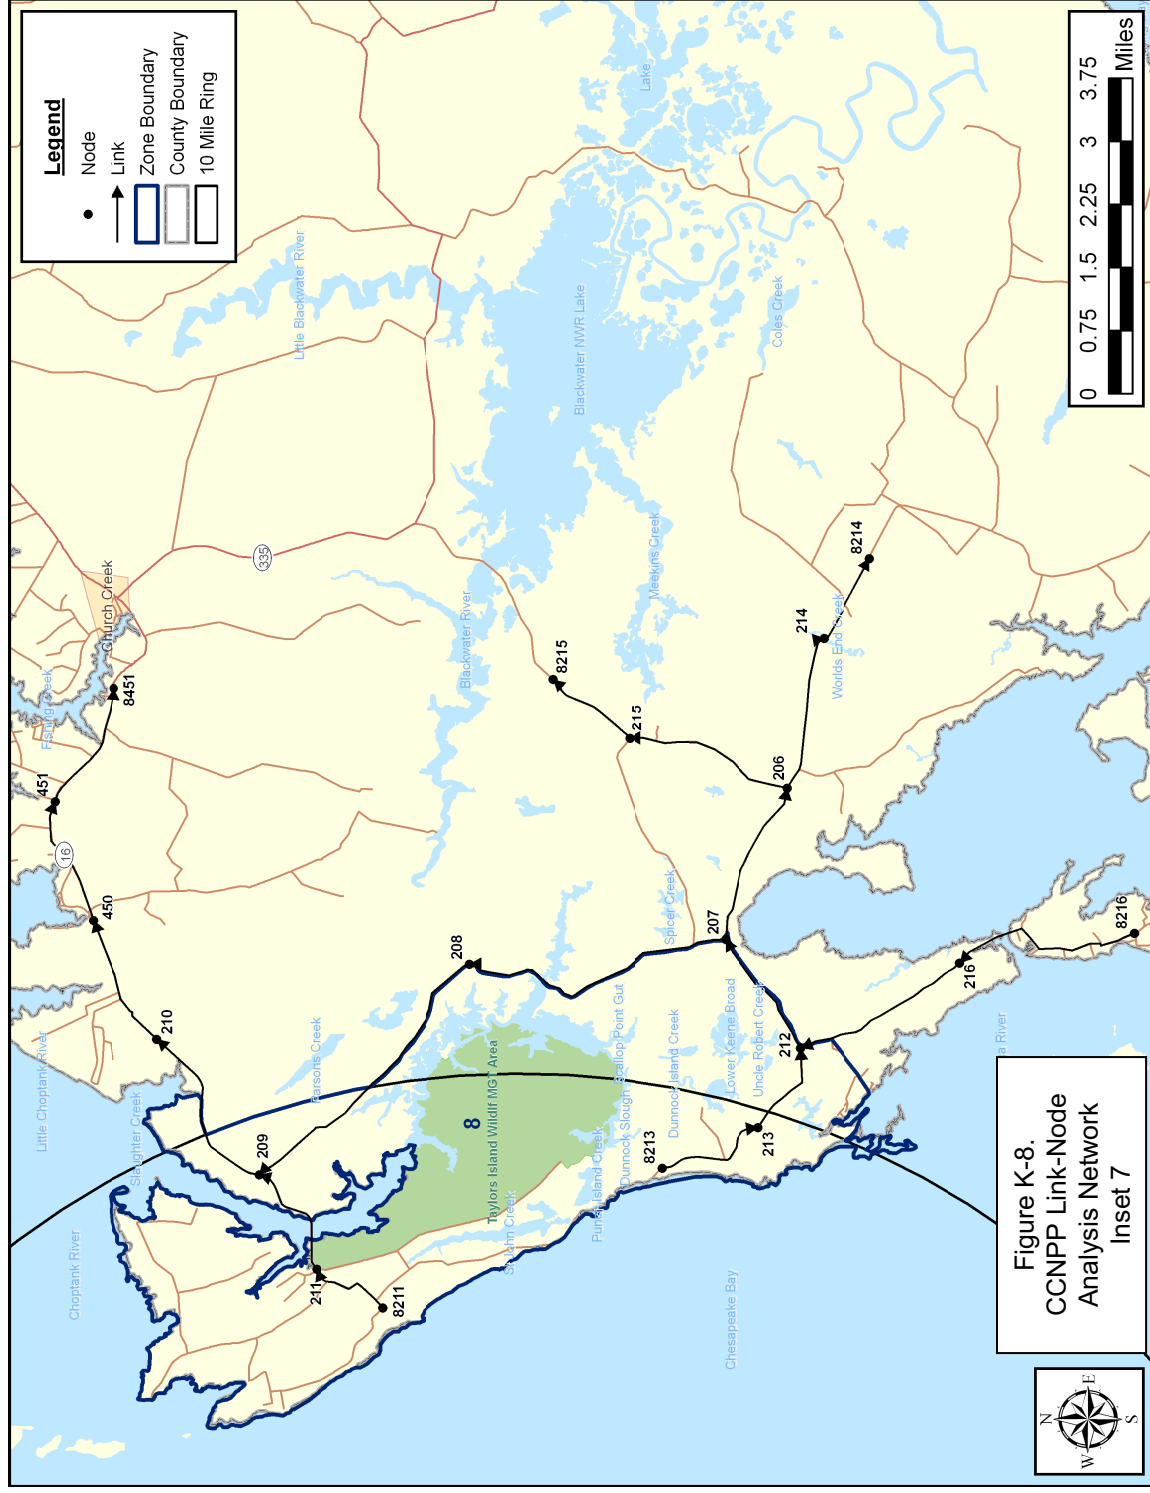 Legend
Node
Link
Zone Boundary
County Boundary
10 Mile Ring
0 0.75 1.5 2.25 3 3.75
Miles
Figure K-8.
CCNPP Link-Node
Analysis Network
Inset 7
N
E
S
W
Choptank River
Little Choptank River
Slaughter Creek
Parsons Creek
Fishing Creek
Church Creek
Little Blackwater River
Lake
Blackwater NWR Lake
Coles Creek
Blackwater River
Meekins Creek
Worlds End Creek
Spicer Creek
Lower Keene Broad
Uncle Robert Creek
Dunnock Island Creek
Dunnock Slough
Scallop Point Gut
Punch Island Creek
St John Creek
Taylors Island Wildlf MGT Area
8
Chesapeake Bay
a River
335
16
451
8451
450
210
209
211
8211
208
207
206
215
8215
214
8214
212
213
8213
216
8216